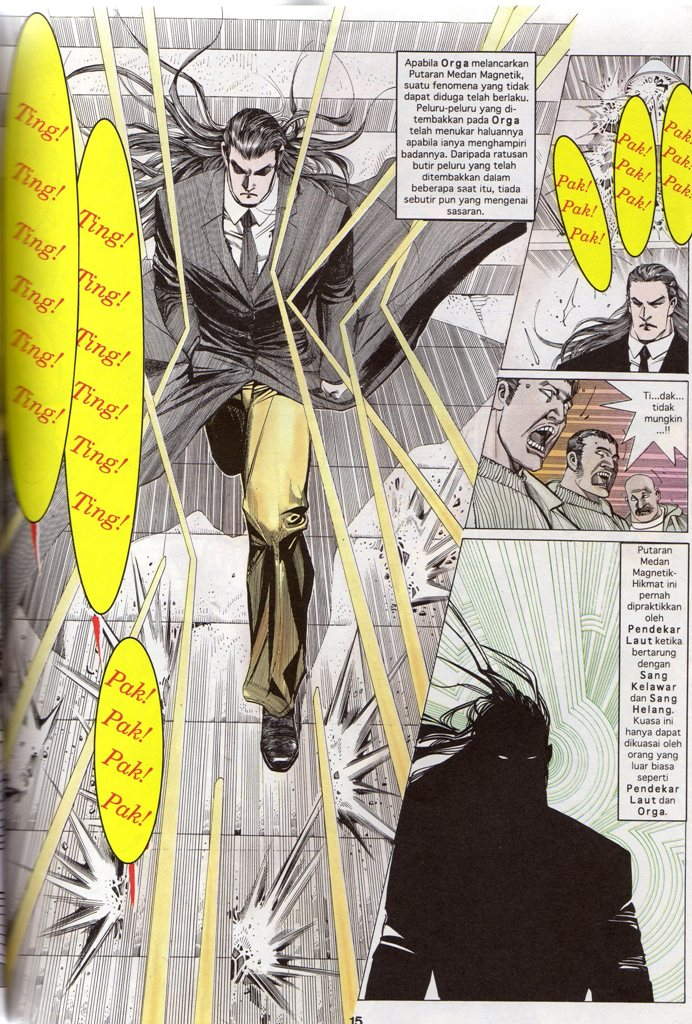 Ting!
Ting!
Ting!
Ting!
Ting!
Ting!
Ting!
Ting!
Ting!
Ting!
Ting!
Ting!
Pak!
Pak!
Pak!
Pak!
Apabila Orga melancarkan
Putaran Medan Magnetik,
suatu fenomena yang tidak
dapat diduga telah berlaku.
Peluru-peluru yang di-
tembakkan pada Orga
telah menukar haluannya
apabila ianya menghampiri
badannya. Daripada ratusan
butir peluru yang telah
ditembakkan dalam
beberapa saat itu, tiada
sebutir pun yang mengenai
sasaran.
Pak!
Pak!
Pak!
Pak!
Pak!
Pak!
Pak!
Pak!
Pak!
Ti...dak...
tidak
mungkin
...!!
Putaran
Medan
Magnetik-
Hikmat ini
pernah
dipraktikkan
oleh
Pendekar
Laut ketika
bertarung
dengan
Sang
Kelawar
dan Sang
Helang.
Kuasa ini
hanya dapat
dikuasai oleh
orang yang
luar biasa
seperti
Pendekar
Laut dan
Orga.
15